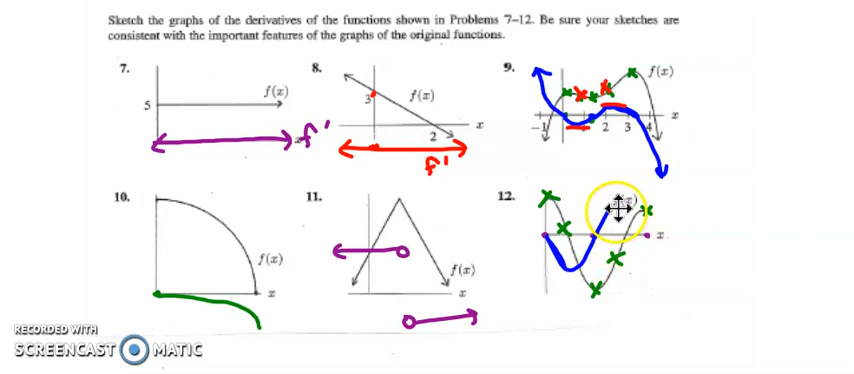 Sketch the graphs of the derivatives of the functions shown in Problems 7–12. Be sure your sketches are
consistent with the important features of the graphs of the original functions.
7.
f(x)
5
f'
8.
f(x)
3
x
2
f'
9.
f(x)
x
-1
2
3
4
10.
f(x)
x
11.
f(x)
x
12.
x
RECORDED WITH
SCREENCAST MATIC